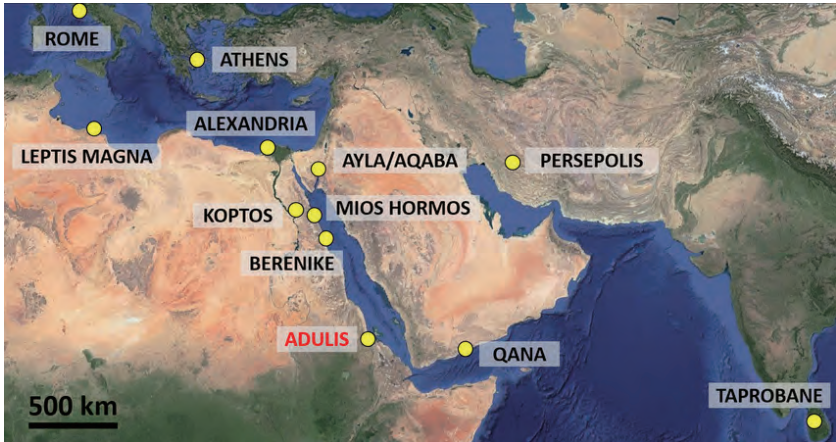 ROME
ATHENS
ALEXANDRIA
LEPTIS MAGNA
AYLA/AQABA
PERSEPOLIS
KOPTOS
MIOS HORMOS
BERENIKE
ADULIS
QANA
TAPROBANE
500 km